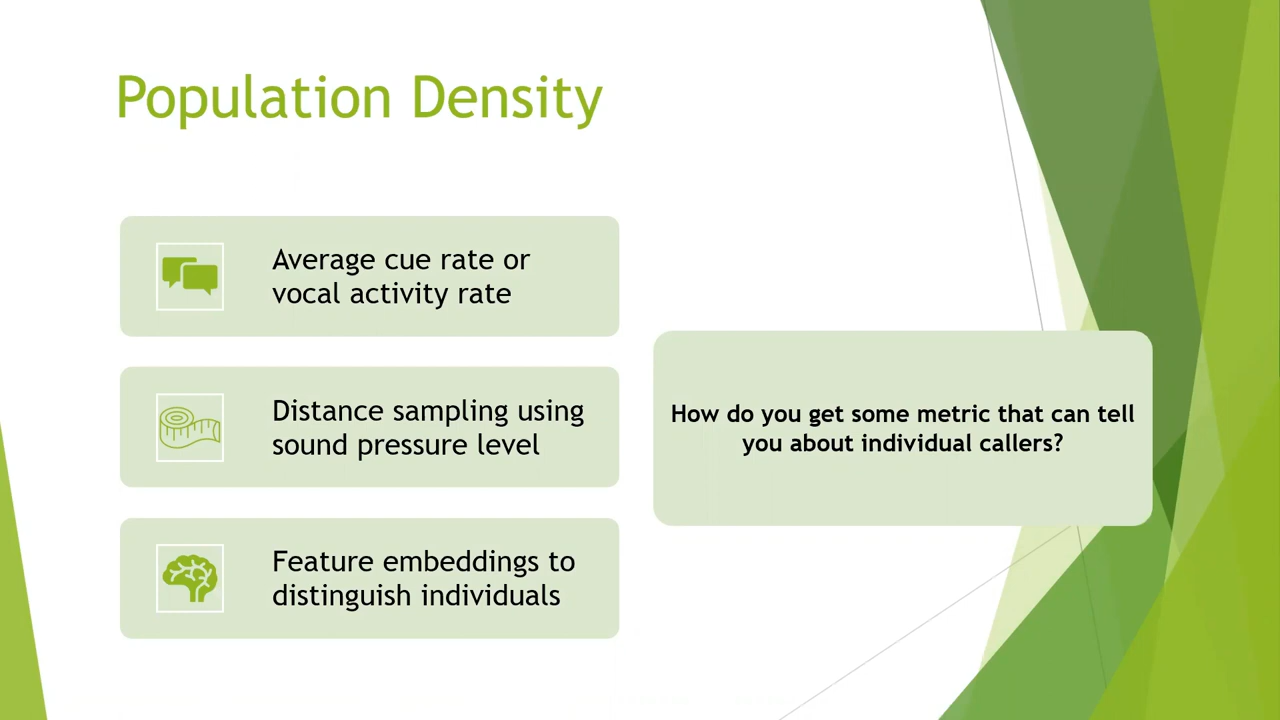 Population Density
Average cue rate or
vocal activity rate
Distance sampling using
sound pressure level
Feature embeddings to
distinguish individuals
How do you get some metric that can tell
you about individual callers?